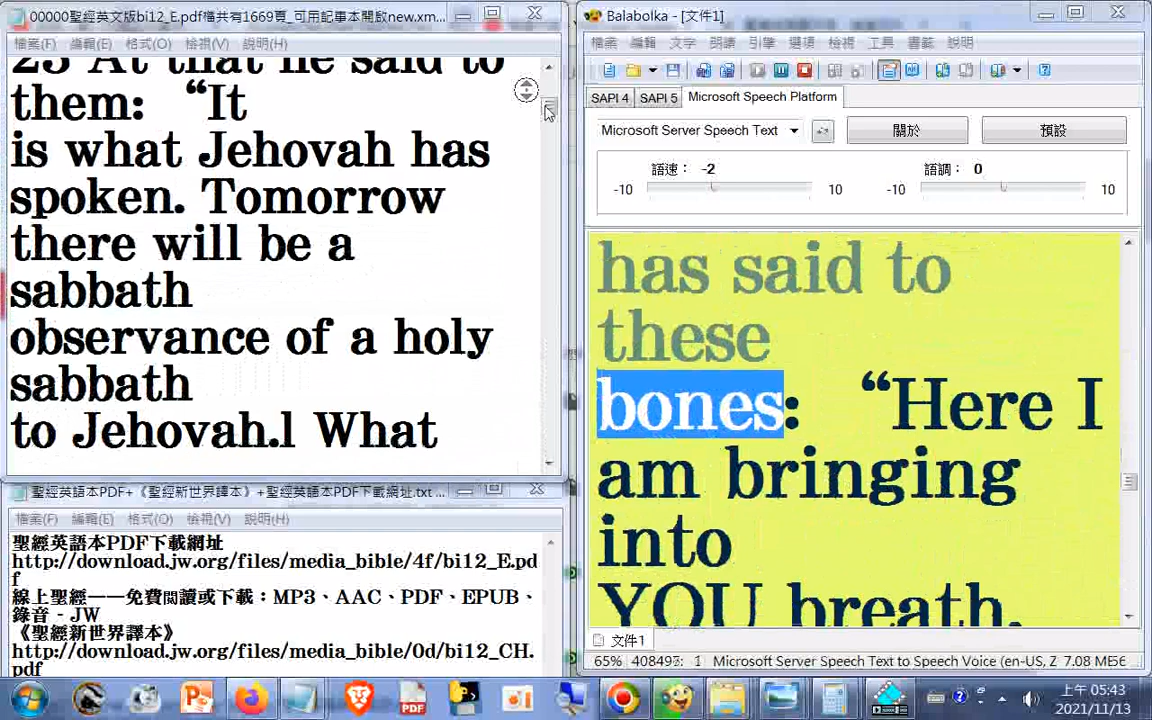 00000聖經英文版bi12_E.pdf檔共有1669頁_可用記事本開啟new.xm...
檔案(F) 編輯(E) 格式(O) 檢視(V) 說明(H)
25 At that he said to
them: “It
is what Jehovah has
spoken. Tomorrow
there will be a
sabbath
observance of a holy
sabbath
to Jehovah.l What
聖經英語本PDF+《聖經新世界譯本》+聖經英語本PDF下載網址.txt ...
檔案(F) 編輯(E) 格式(O) 檢視(V) 說明(H)
聖經英語本PDF下載網址
http://download.jw.org/files/media_bible/4f/bi12_E.pd
f
線上聖經——免費閱讀或下載：MP3、AAC、PDF、EPUB、
錄音 - JW
《聖經新世界譯本》
http://download.jw.org/files/media_bible/0d/bi12_CH.
pdf
Balabolka - [文件1]
檔案 編輯 文字 朗讀 引擎 選項 檢視 工具 書籤 說明
SAPI 4 SAPI 5 Microsoft Speech Platform
Microsoft Server Speech Text 關於 預設
語速： -2 語調： 0
-10 10 -10 10
has said to
these
bones: “Here I
am bringing
into
YOU breath,
文件1
65% 408497: 1 Microsoft Server Speech Text to Speech Voice (en-US, Z 7.08 ME56
上午 05:43
2021/11/13